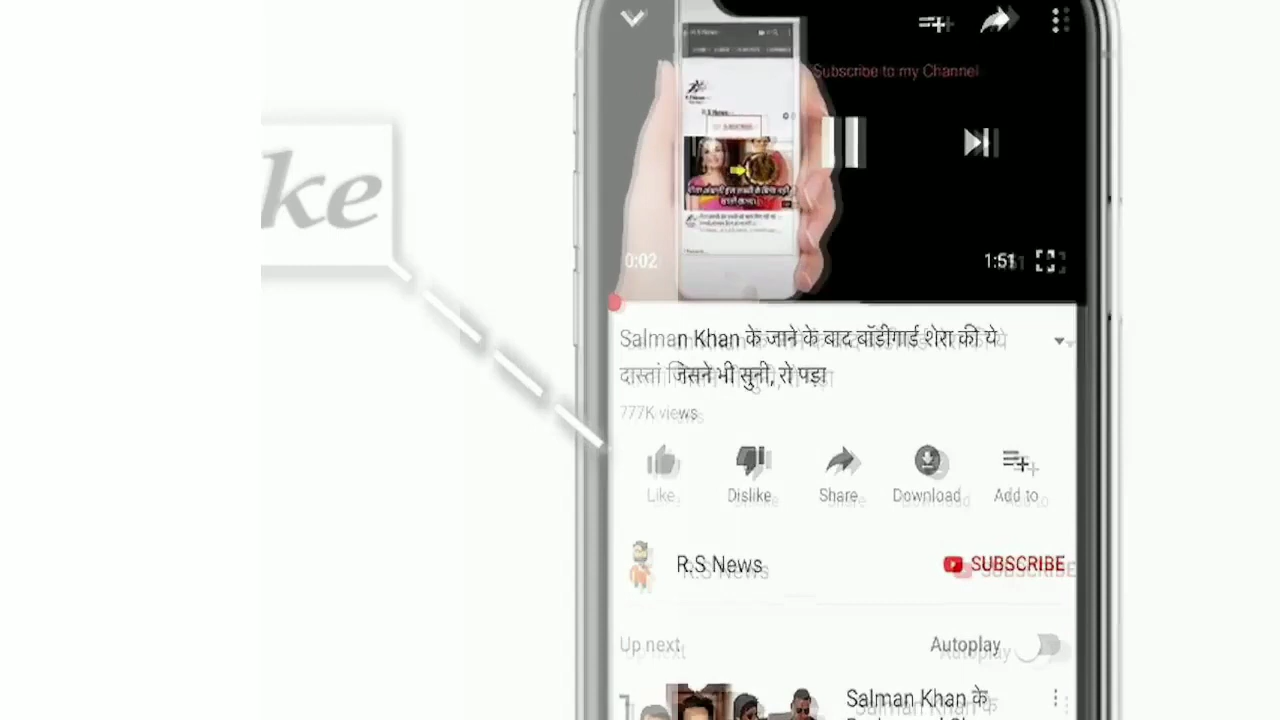 ke
Subscribe to my Channel
R.S News
0:02
1:51
Salman Khan के जाने के बाद बॉडीगार्ड शेरा की ये
दास्तां जिसने भी सुनी, रो पड़ा
777K views
Like
Dislike
Share
Download
Add to
R.S News
SUBSCRIBE
Up next
Autoplay
Salman Khan के